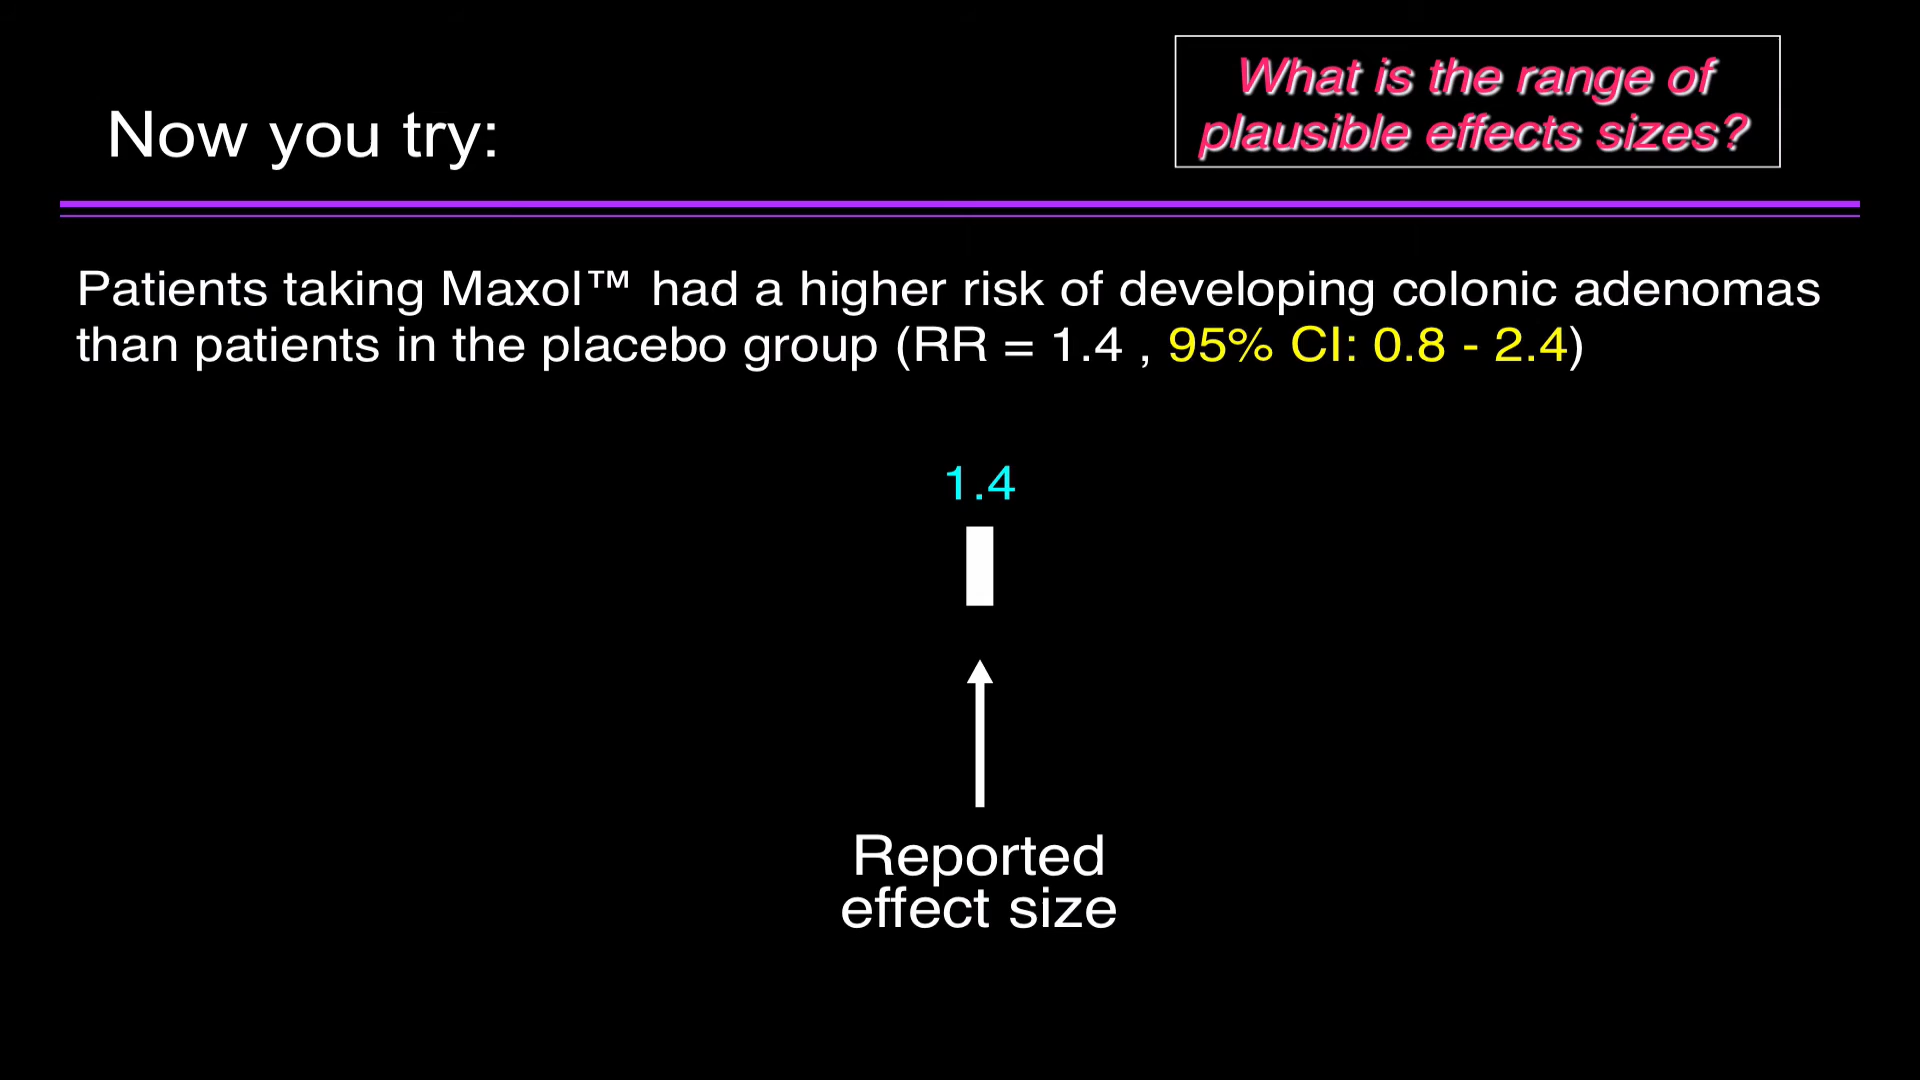 What is the range of
plausible effects sizes?
Now you try:
Patients taking Maxol™ had a higher risk of developing colonic adenomas
than patients in the placebo group (RR = 1.4 , 95% CI: 0.8 - 2.4)
1.4
Reported
effect size